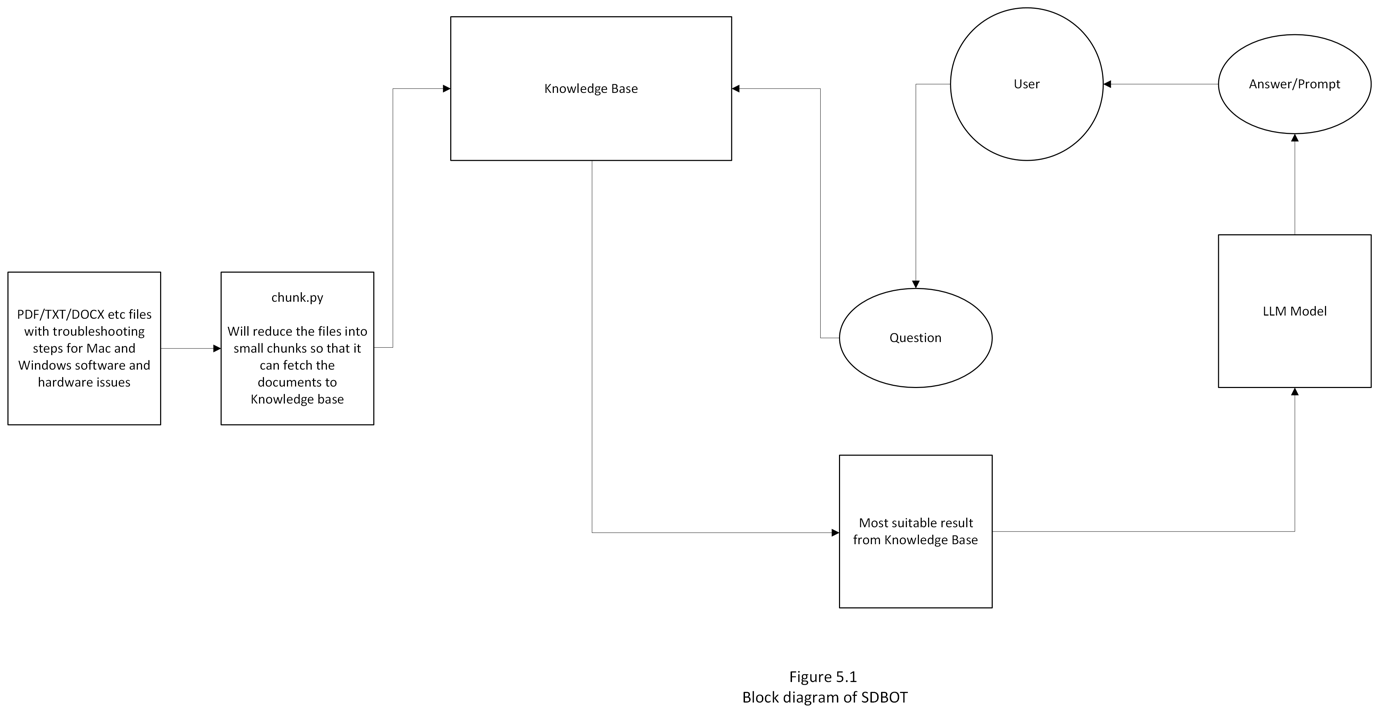 Knowledge Base
User
Answer/Prompt
PDF/TXT/DOCX etc files
with troubleshooting
steps for Mac and
Windows software and
hardware issues
chunk.py
Will reduce the files into
small chunks so that it
can fetch the
documents to
Knowledge base
Question
LLM Model
Most suitable result
from Knowledge Base
Figure 5.1
Block diagram of SDBOT